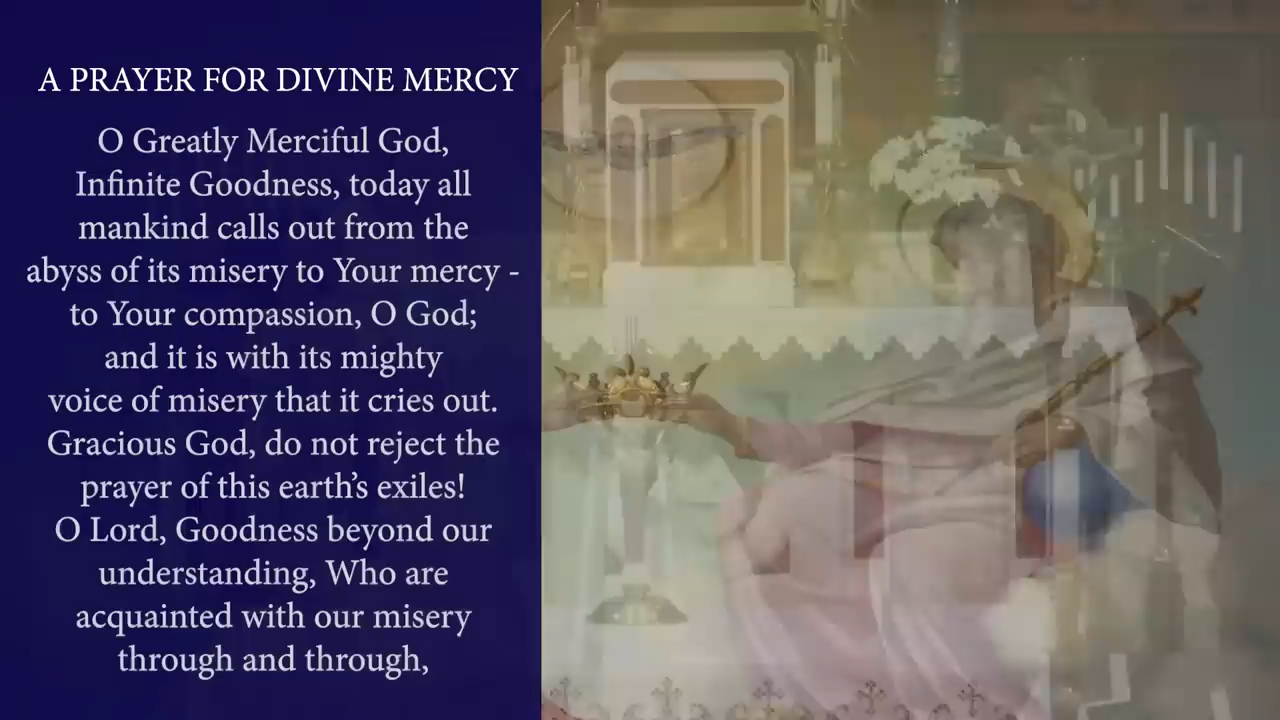 A PRAYER FOR DIVINE MERCY
O Greatly Merciful God,
Infinite Goodness, today all
mankind calls out from the
abyss of its misery to Your mercy -
to Your compassion, O God;
and it is with its mighty
voice of misery that it cries out.
Gracious God, do not reject the
prayer of this earth’s exiles!
O Lord, Goodness beyond our
understanding, Who are
acquainted with our misery
through and through,